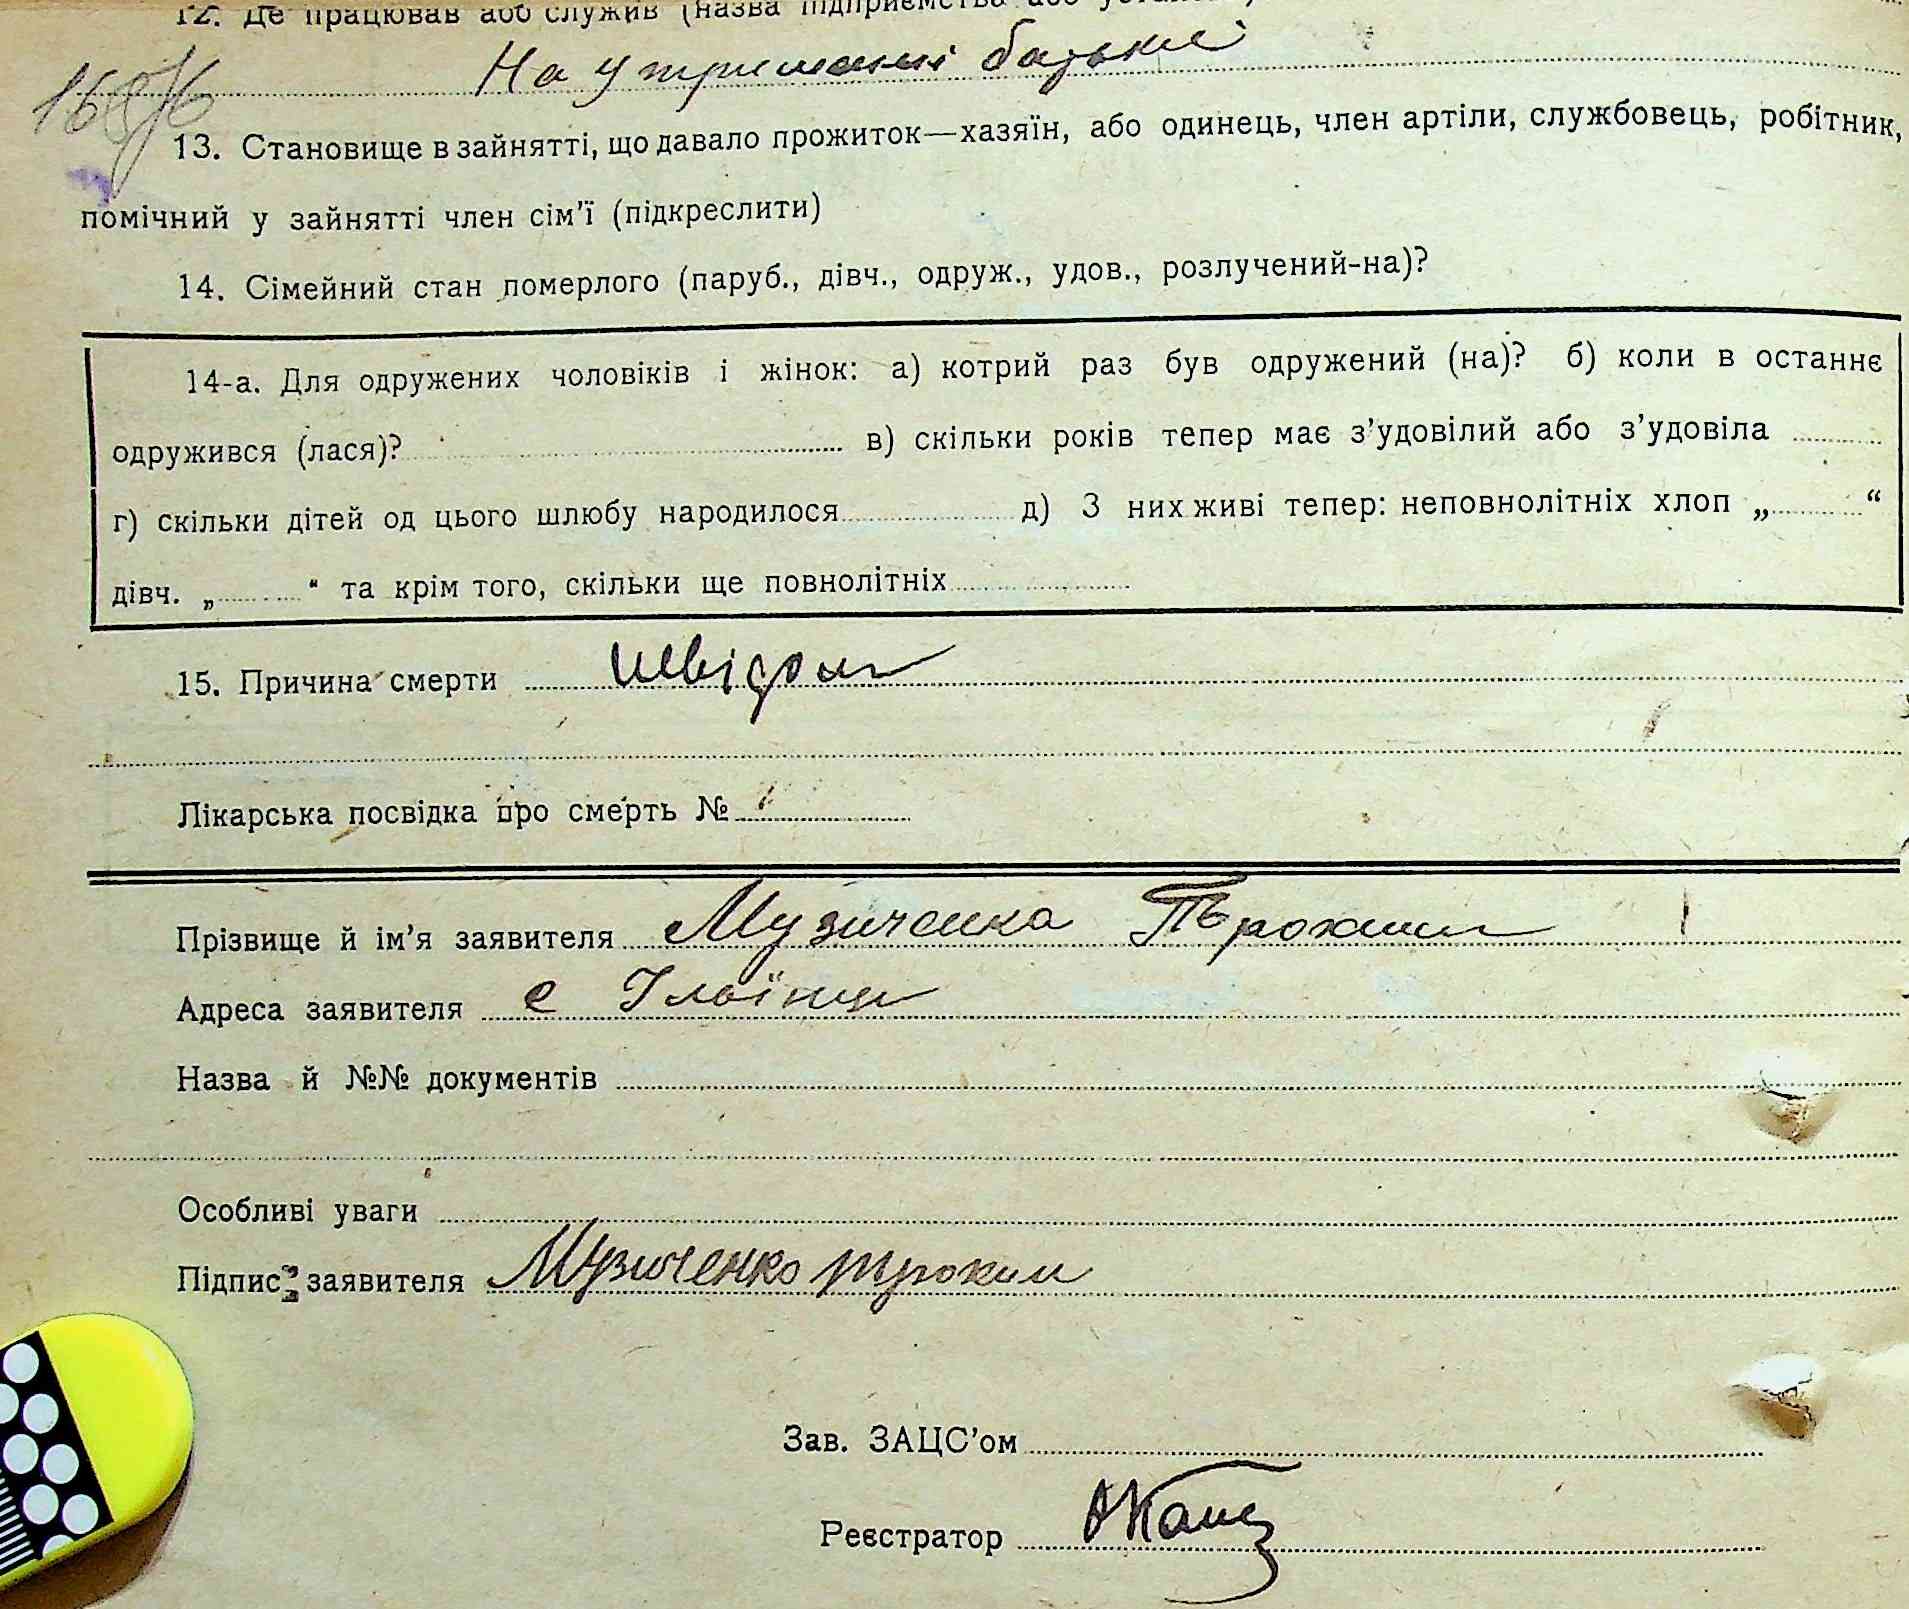 12. Де працював або служив (назва підприємства або
На утриманні батьків
168/6
13. Становище в зайнятті, що давало прожиток—хазяїн, або одинець, член артіли, службовець, робітник,
помічний у зайнятті член сім’ї (підкреслити)
14. Сімейний стан померлого (паруб., дівч., одруж., удов., розлучений-на)?
14-а. Для одружених чоловіків і жінок: а) котрий раз був одружений (на)? б) коли в останнє
одружився (лася)? в) скільки років тепер має з’удовілий або з’удовіла
г) скільки дітей од цього шлюбу народилося д) З них живі тепер: неповнолітніх хлоп „ “
дівч. „ “ та крім того, скільки ще повнолітніх
15. Причина смерти
Лікарська посвідка про смерть №
Прізвище й ім’я заявителя Музиченка Трохим
Адреса заявителя с Іллінці
Назва й №№ документів
Особливі уваги
Підпис заявителя Музиченко трохим
Зав. ЗАЦС’ом
Реєстратор